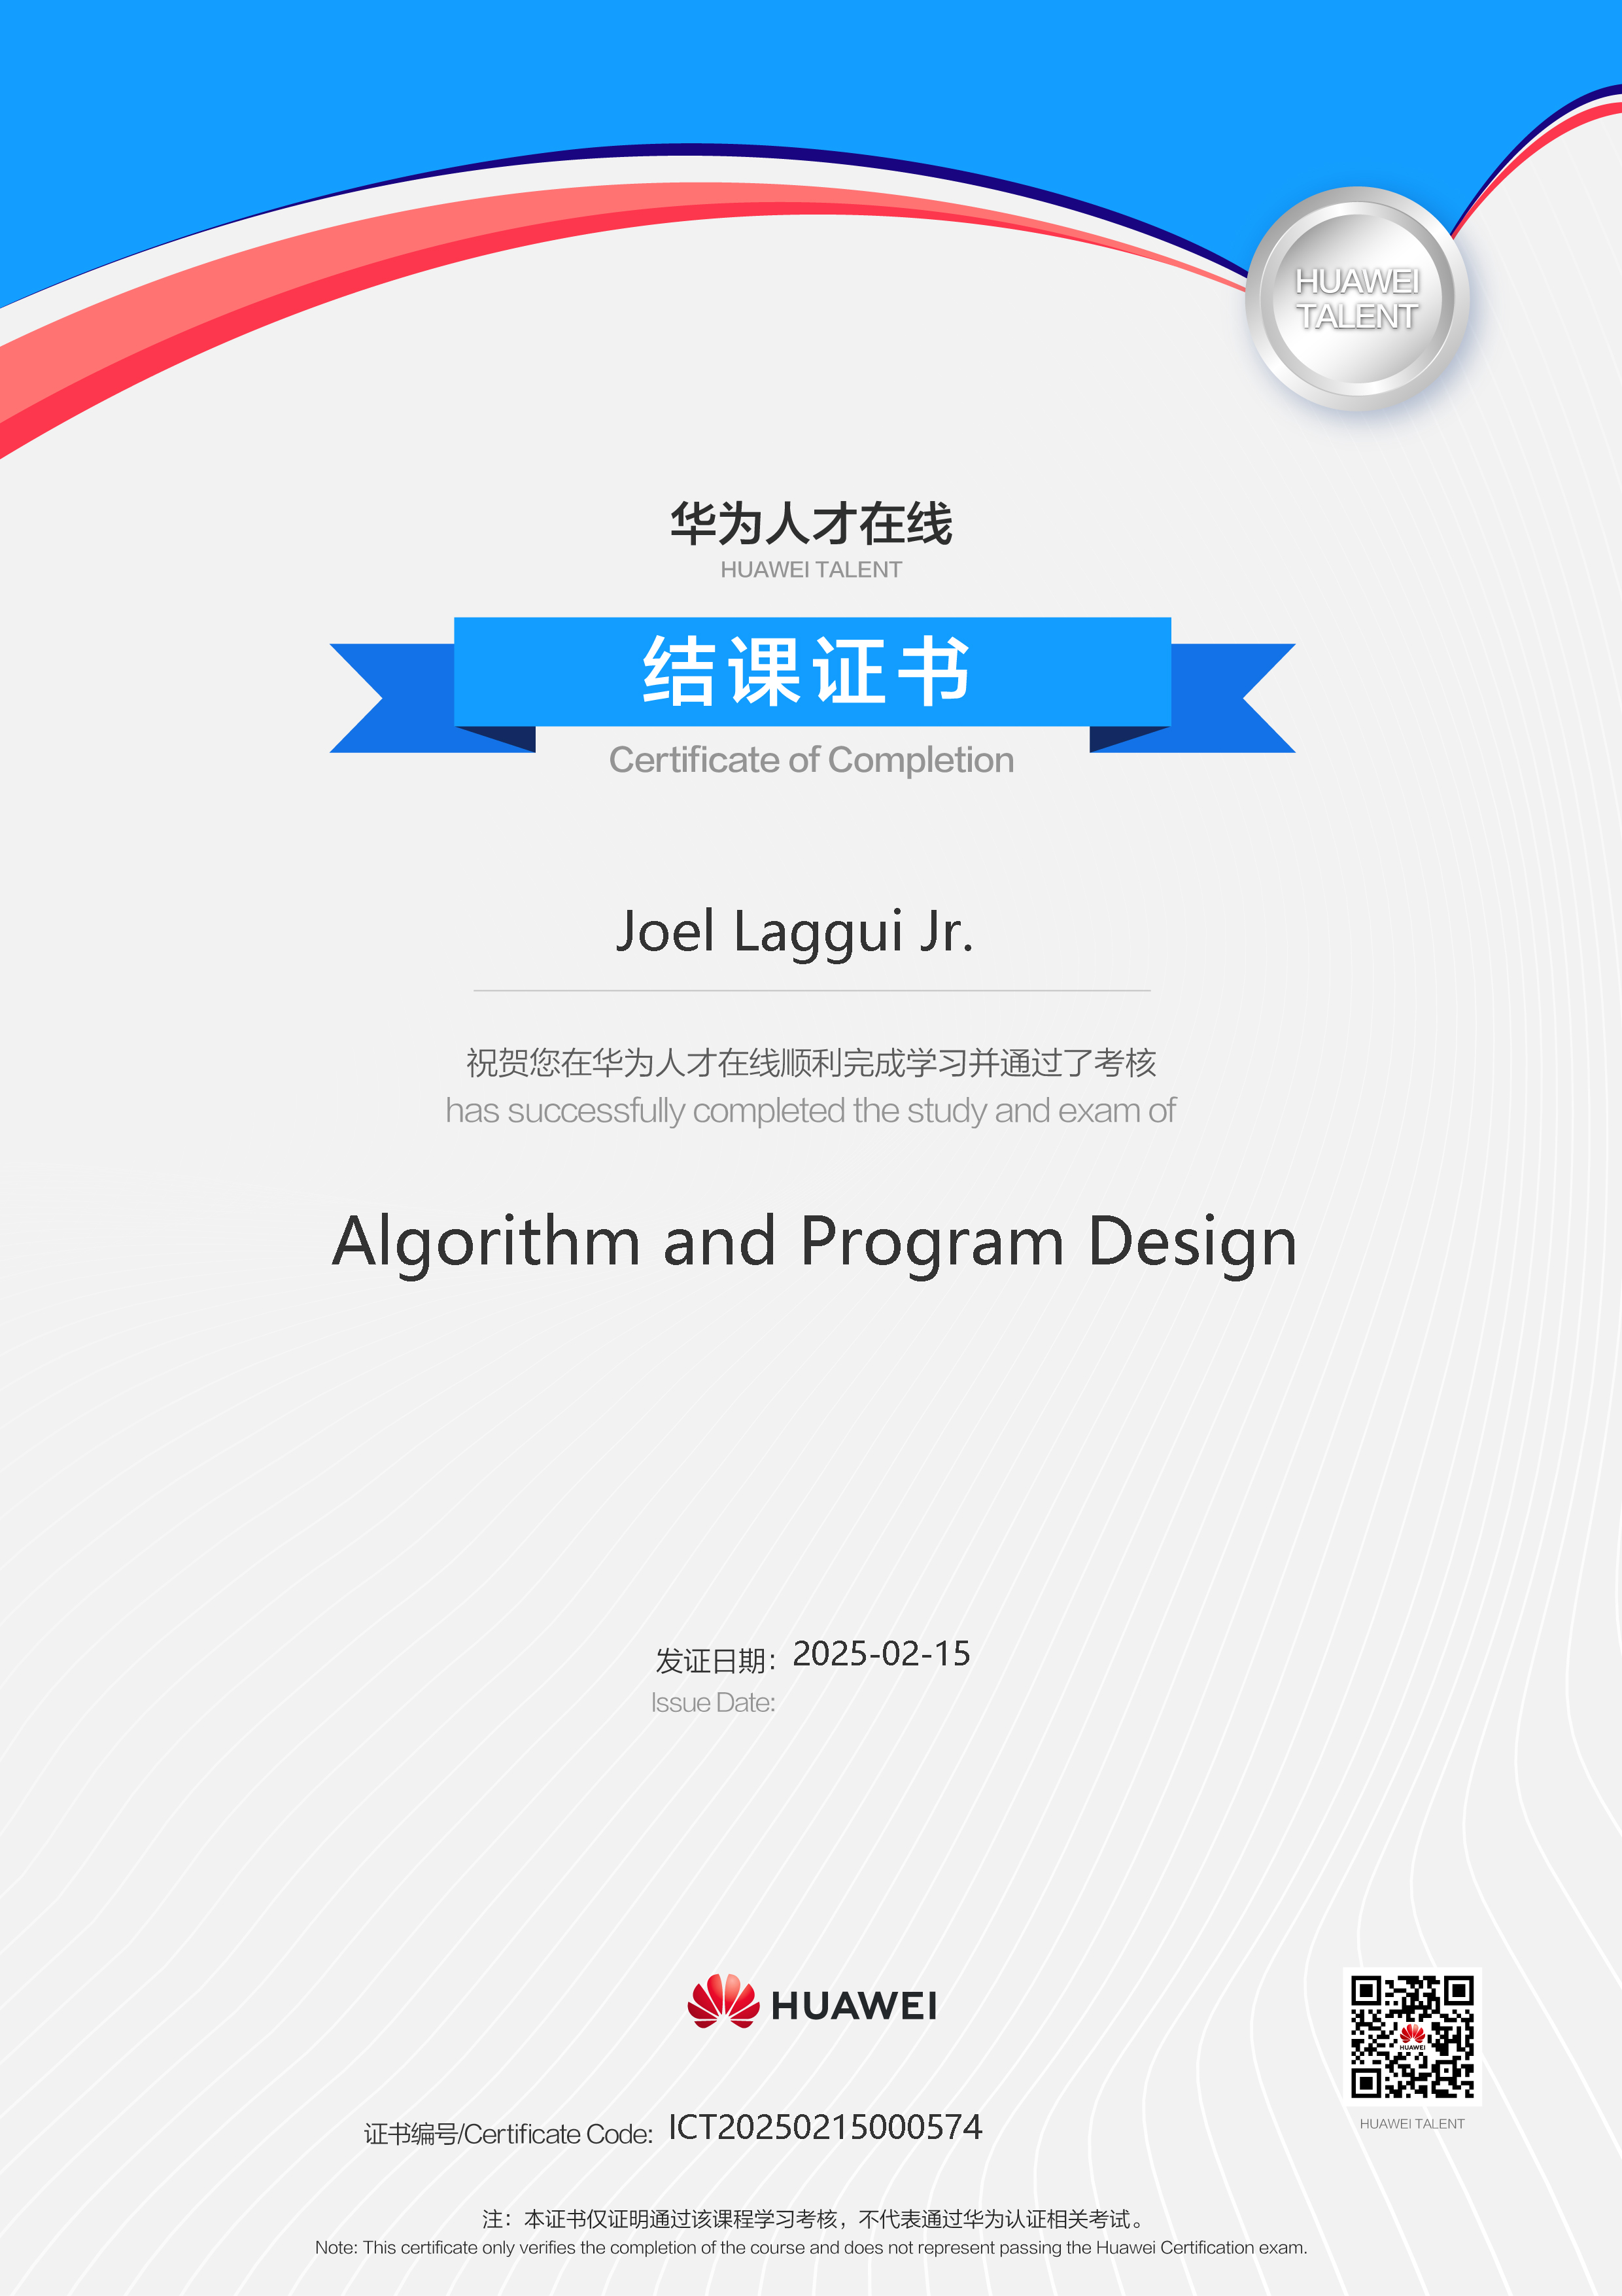 HUAWEI
TALENT
华为人才在线
HUAWEI TALENT
结课证书
Certificate of Completion
Joel Laggui Jr.
祝贺您在华为人才在线顺利完成学习并通过了考核
has successfully completed the study and exam of
Algorithm and Program Design
发证日期： 2025-02-15
Issue Date:
HUAWEI
HUAWEI
HUAWEI TALENT
证书编号/Certificate Code: ICT20250215000574
注：本证书仅证明通过该课程学习考核，不代表通过华为认证相关考试。
Note: This certificate only verifies the completion of the course and does not represent passing the Huawei Certification exam.